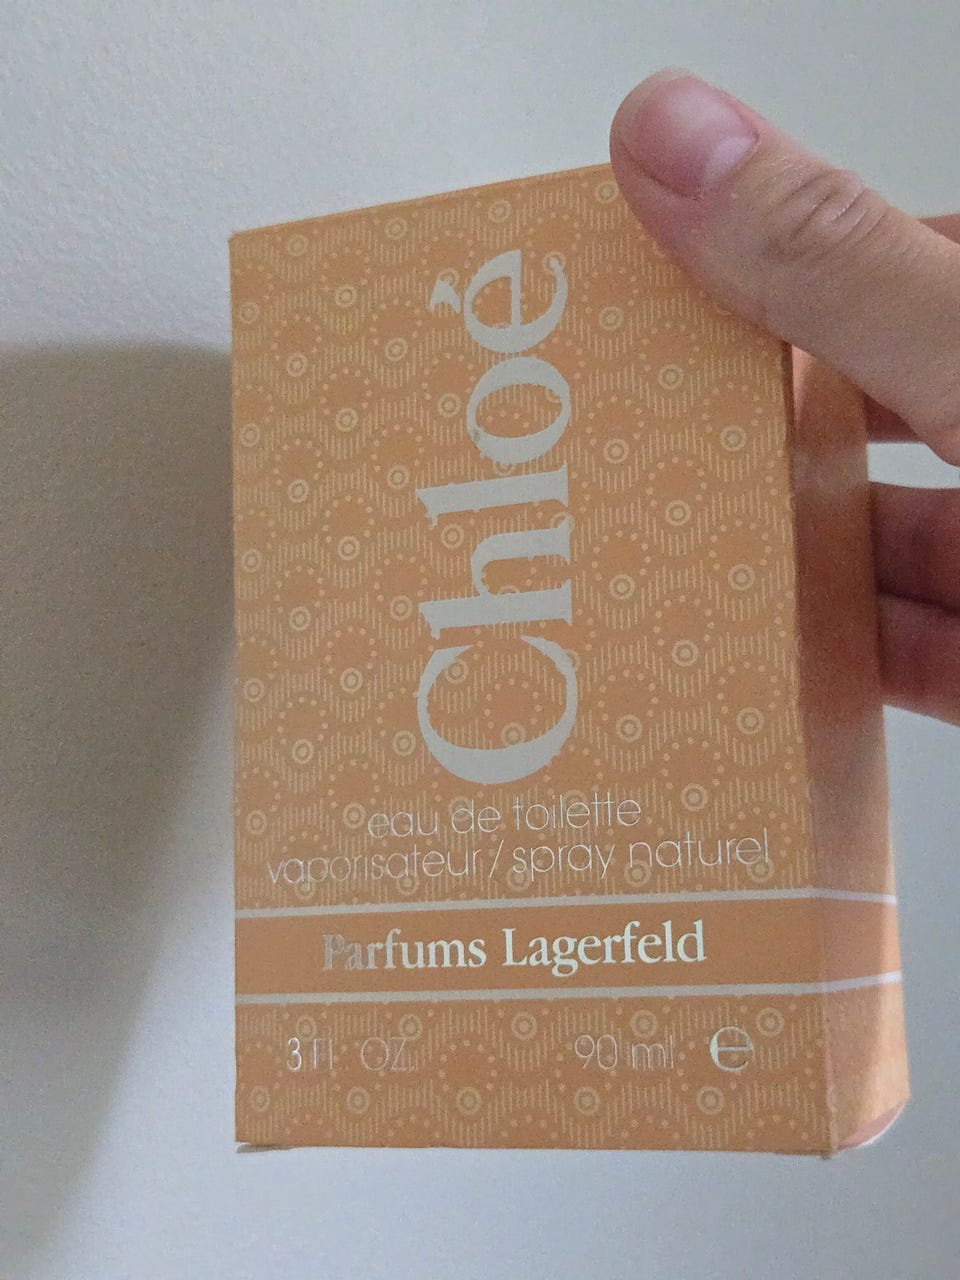 Chloé
eau de toilette
vaporisateur/spray naturel
Parfums Lagerfeld
3 Fl. OZ. 90 ml ℮